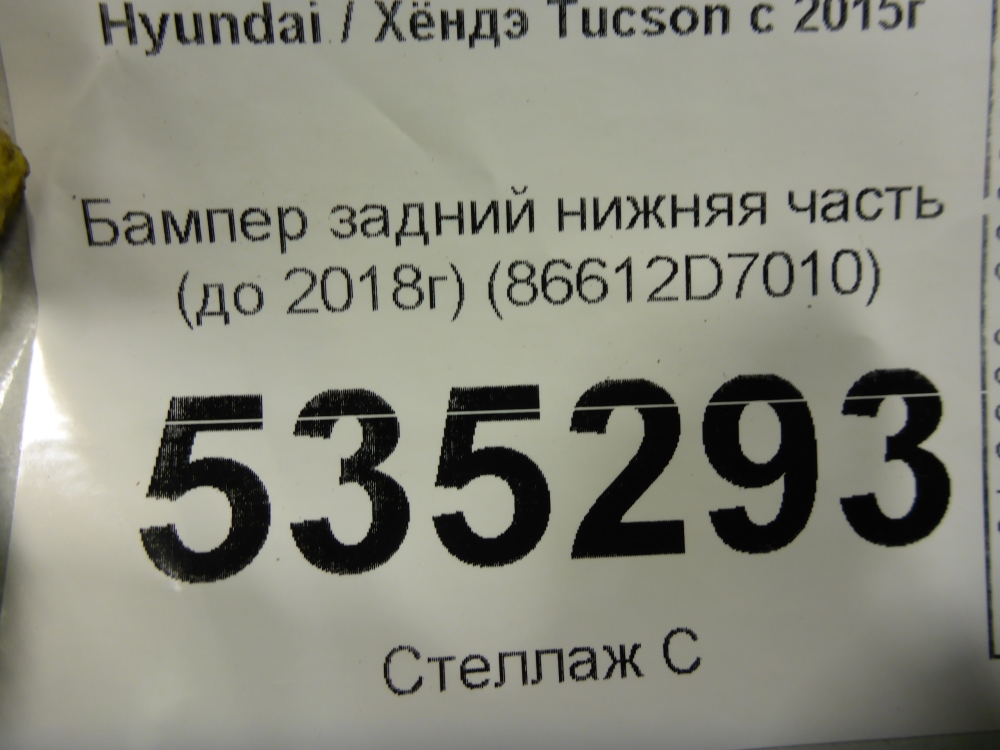 Hyundai / Хёндэ Tucson с 2015г
Бампер задний нижняя часть
(до 2018г) (86612D7010)
535293
Стеллаж С